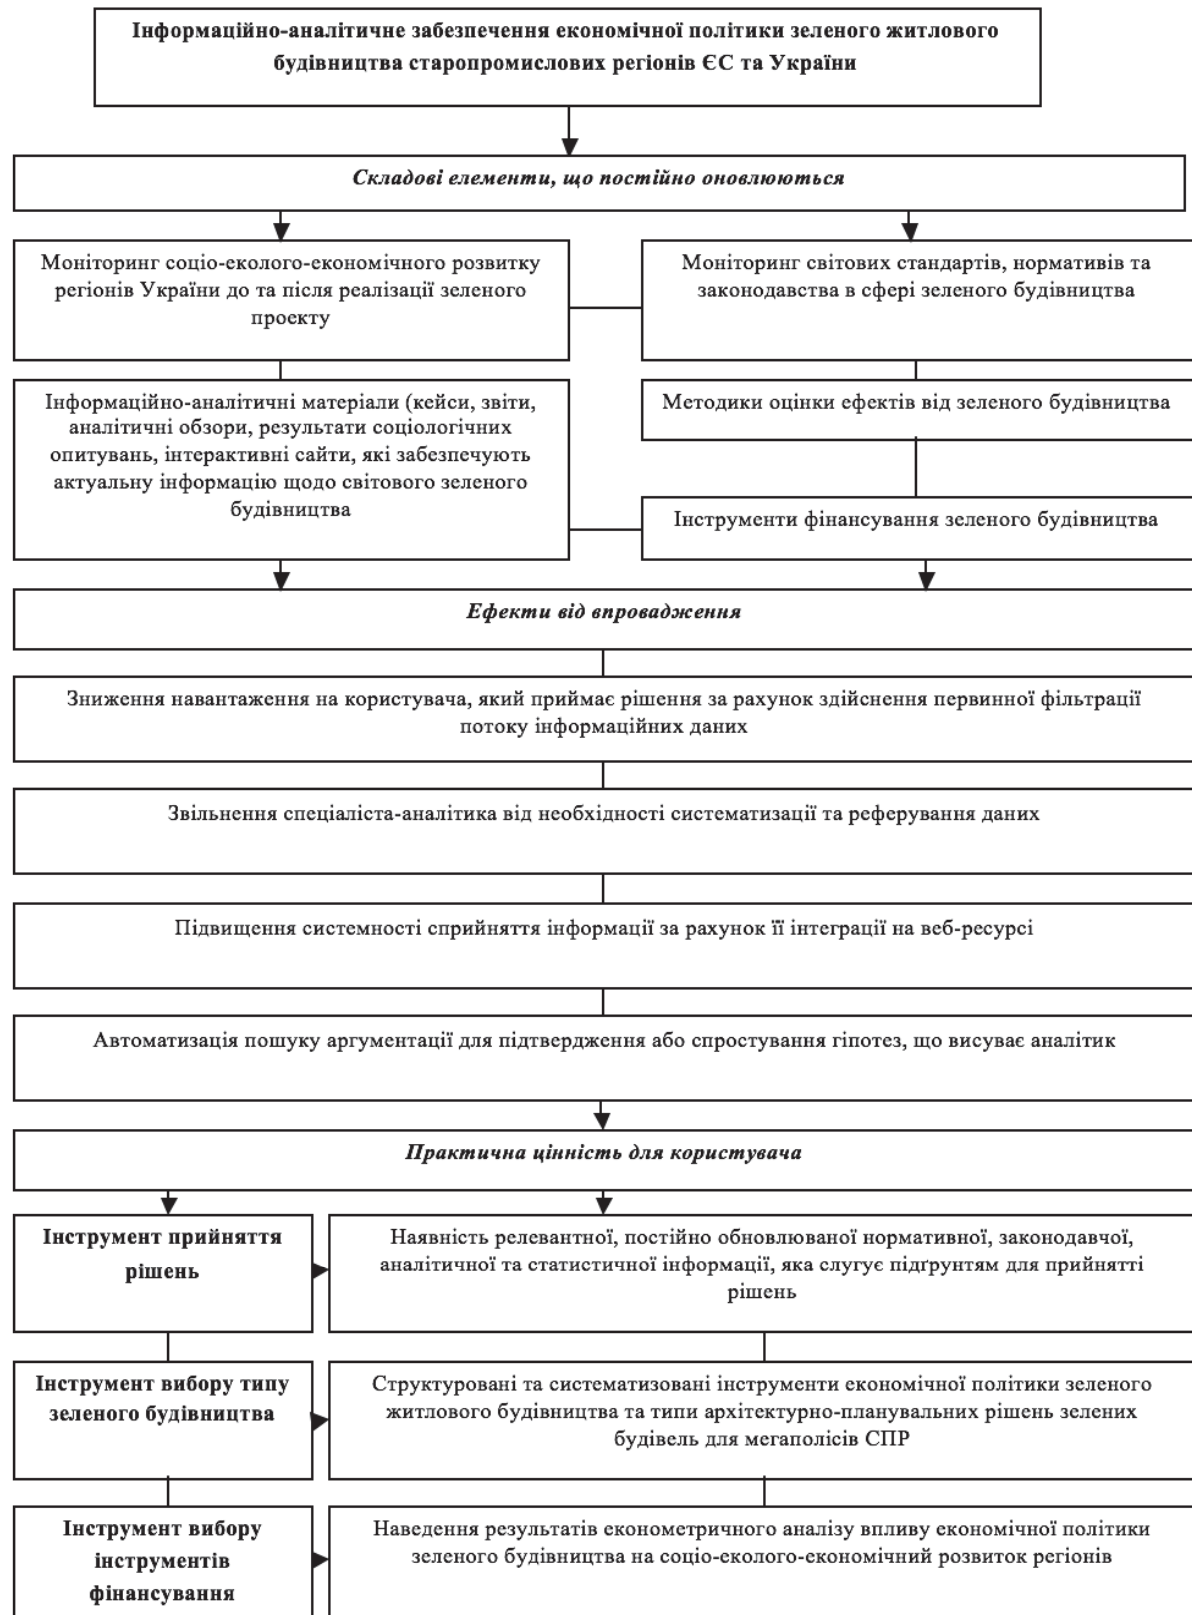 Інформаційно-аналітичне забезпечення економічної політики зеленого житлового
будівництва старопромислових регіонів ЄС та України
Складові елементи, що постійно оновлюються
Моніторинг соціо-еколого-економічного розвитку
регіонів України до та після реалізації зеленого
проекту
Моніторинг світових стандартів, нормативів та
законодавства в сфері зеленого будівництва
Інформаційно-аналітичні матеріали (кейси, звіти,
аналітичні обзори, результати соціологічних
опитувань, інтерактивні сайти, які забезпечують
актуальну інформацію щодо світового зеленого
будівництва
Методики оцінки ефектів від зеленого будівництва
Інструменти фінансування зеленого будівництва
Ефекти від впровадження
Зниження навантаження на користувача, який приймає рішення за рахунок здійснення первинної фільтрації
потоку інформаційних даних
Звільнення спеціаліста-аналітика від необхідності систематизації та реферування даних
Підвищення системності сприйняття інформації за рахунок її інтеграції на веб-ресурсі
Автоматизація пошуку аргументації для підтвердження або спростування гіпотез, що висуває аналітик
Практична цінність для користувача
Інструмент прийняття
рішень
Наявність релевантної, постійно обновлюваної нормативної, законодавчої,
аналітичної та статистичної інформації, яка слугує підґрунтям для прийнятті
рішень
Інструмент вибору типу
зеленого будівництва
Структуровані та систематизовані інструменти економічної політики зеленого
житлового будівництва та типи архітектурно-планувальних рішень зелених
будівель для мегаполісів СПР
Інструмент вибору
інструментів
фінансування
Наведення результатів економетричного аналізу впливу економічної політики
зеленого будівництва на соціо-еколого-економічний розвиток регіонів